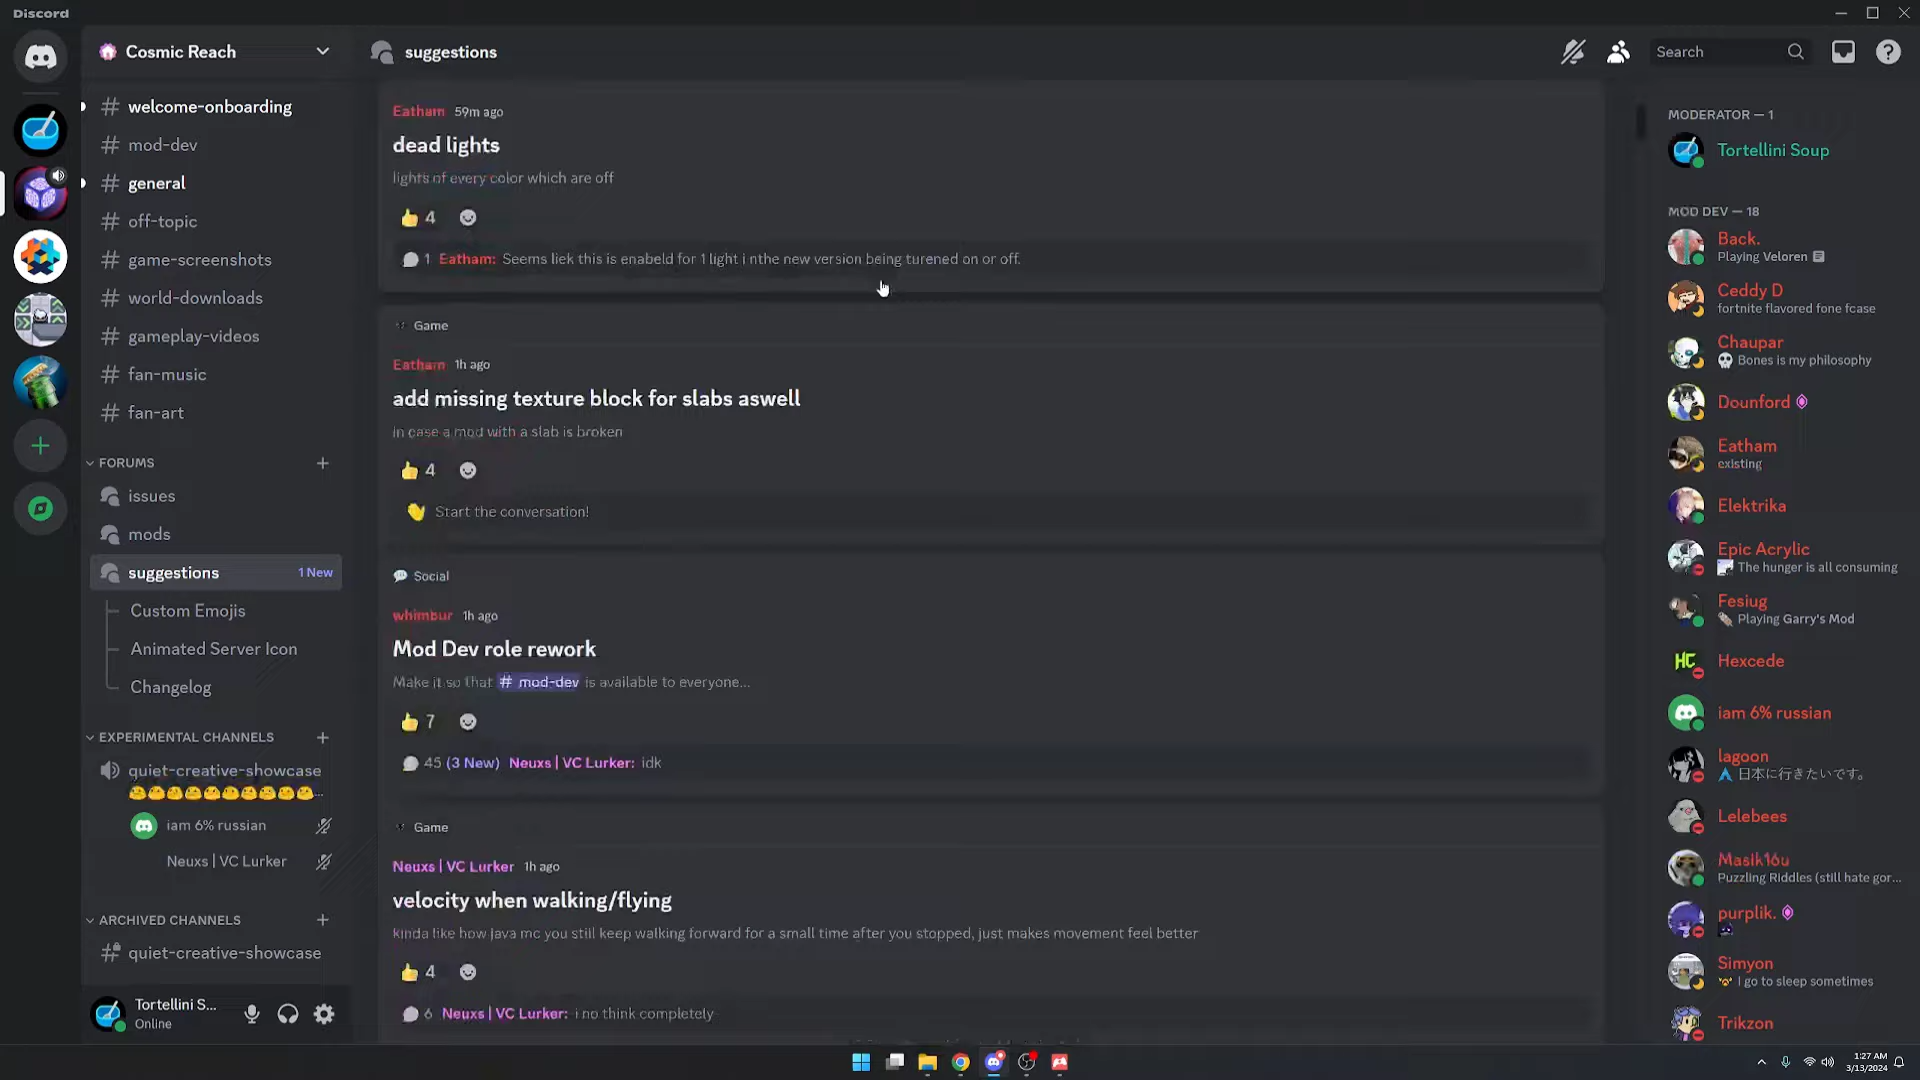 Discord
Cosmic Reach
welcome-onboarding
mod-dev
general
off-topic
game-screenshots
world-downloads
gameplay-videos
fan-music
fan-art
FORUMS
issues
mods
suggestions 1 New
Custom Emojis
Animated Server Icon
Changelog
EXPERIMENTAL CHANNELS
quiet-creative-showcase
iam 6% russian
Neuxs | VC Lurker
ARCHIVED CHANNELS
quiet-creative-showcase
Tortellini S...
Online
suggestions
Search
Eatham 59m ago
dead lights
lights of every color which are off
4
1 Eatham: Seems liek this is enabeld for 1 light i nthe new version being turened on or off.
Game
Eatham 1h ago
add missing texture block for slabs aswell
in case a mod with a slab is broken
4
Start the conversation!
Social
whimbur 1h ago
Mod Dev role rework
Make it so that # mod-dev is available to everyone...
7
45 (3 New) Neuxs | VC Lurker: idk
Game
Neuxs | VC Lurker 1h ago
velocity when walking/flying
kinda like how java mc you still keep walking forward for a small time after you stopped, just makes movement feel better
4
6 Neuxs | VC Lurker: i no think completely
MODERATOR — 1
Tortellini Soup
MOD DEV — 18
Back.
Playing Veloren
Ceddy D
fortnite flavored fone fcase
Chaupar
Bones is my philosophy
Dounford
Eatham
existing
Elektrika
Epic Acrylic
The hunger is all consuming
Fesiug
Playing Garry's Mod
HC Hexcede
iam 6% russian
lagoon
日本に行きたいです。
Lelebees
Masik16u
Puzzling Riddles (still hate gor...
purplik.
Simyon
I go to sleep sometimes
Trikzon
1:27 AM
3/13/2024